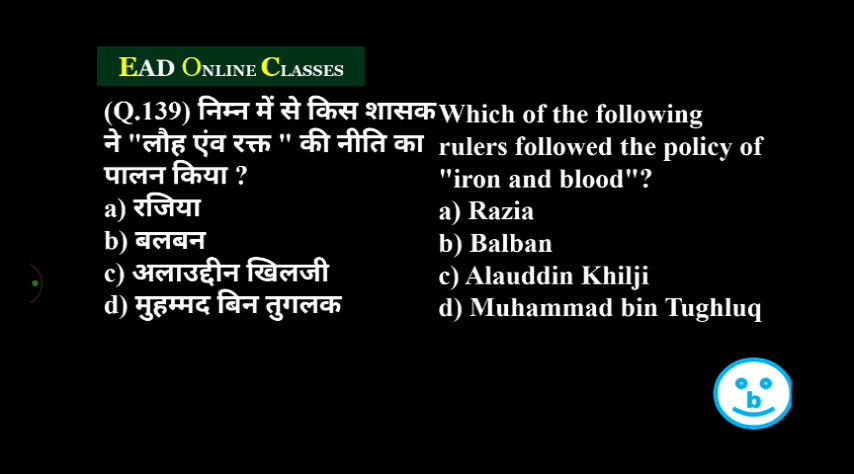 EAD ONLINE CLASSES
(Q.139) निम्न में से किस शासक
ने "लौह एंव रक्त " की नीति का
पालन किया ?
a) रजिया
b) बलबन
c) अलाउद्दीन खिलजी
d) मुहम्मद बिन तुगलक
Which of the following
rulers followed the policy of
"iron and blood"?
a) Razia
b) Balban
c) Alauddin Khilji
d) Muhammad bin Tughluq
b